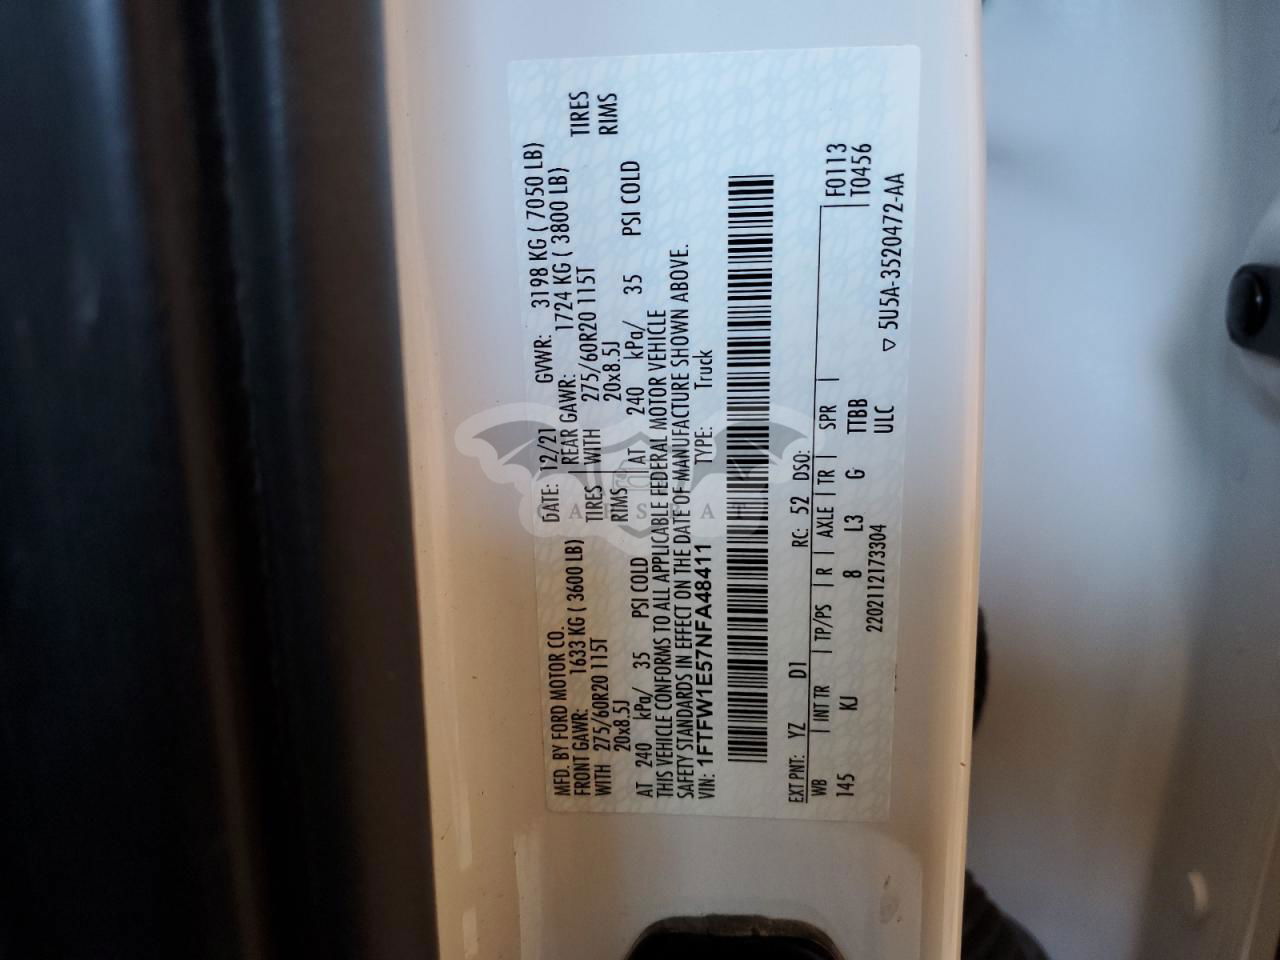 MFD. BY FORD MOTOR CO.
DATE: 12/21 GVWR: 3198 KG ( 7050 LB)
FRONT GAWR: 1633 KG ( 3600 LB) REAR GAWR: 1724 KG ( 3800 LB)
WITH 275/60R20 115T TIRES WITH 275/60R20 115T TIRES
20x8.5J RIMS 20x8.5J RIMS
AT 240 kPa/ 35 PSI COLD AT 240 kPa/ 35 PSI COLD
THIS VEHICLE CONFORMS TO ALL APPLICABLE FEDERAL MOTOR VEHICLE
SAFETY STANDARDS IN EFFECT ON THE DATE OF MANUFACTURE SHOWN ABOVE.
VIN: 1FTFW1E57NFA48411 TYPE: Truck
EXT PNT: YZ D1 RC: 52 DSO:
WB INT TR TP/PS R AXLE TR SPR F0113
145 KJ 8 L3 G TTBB T0456
2202112173304 ULC
▽ 5U5A-3520472-AA